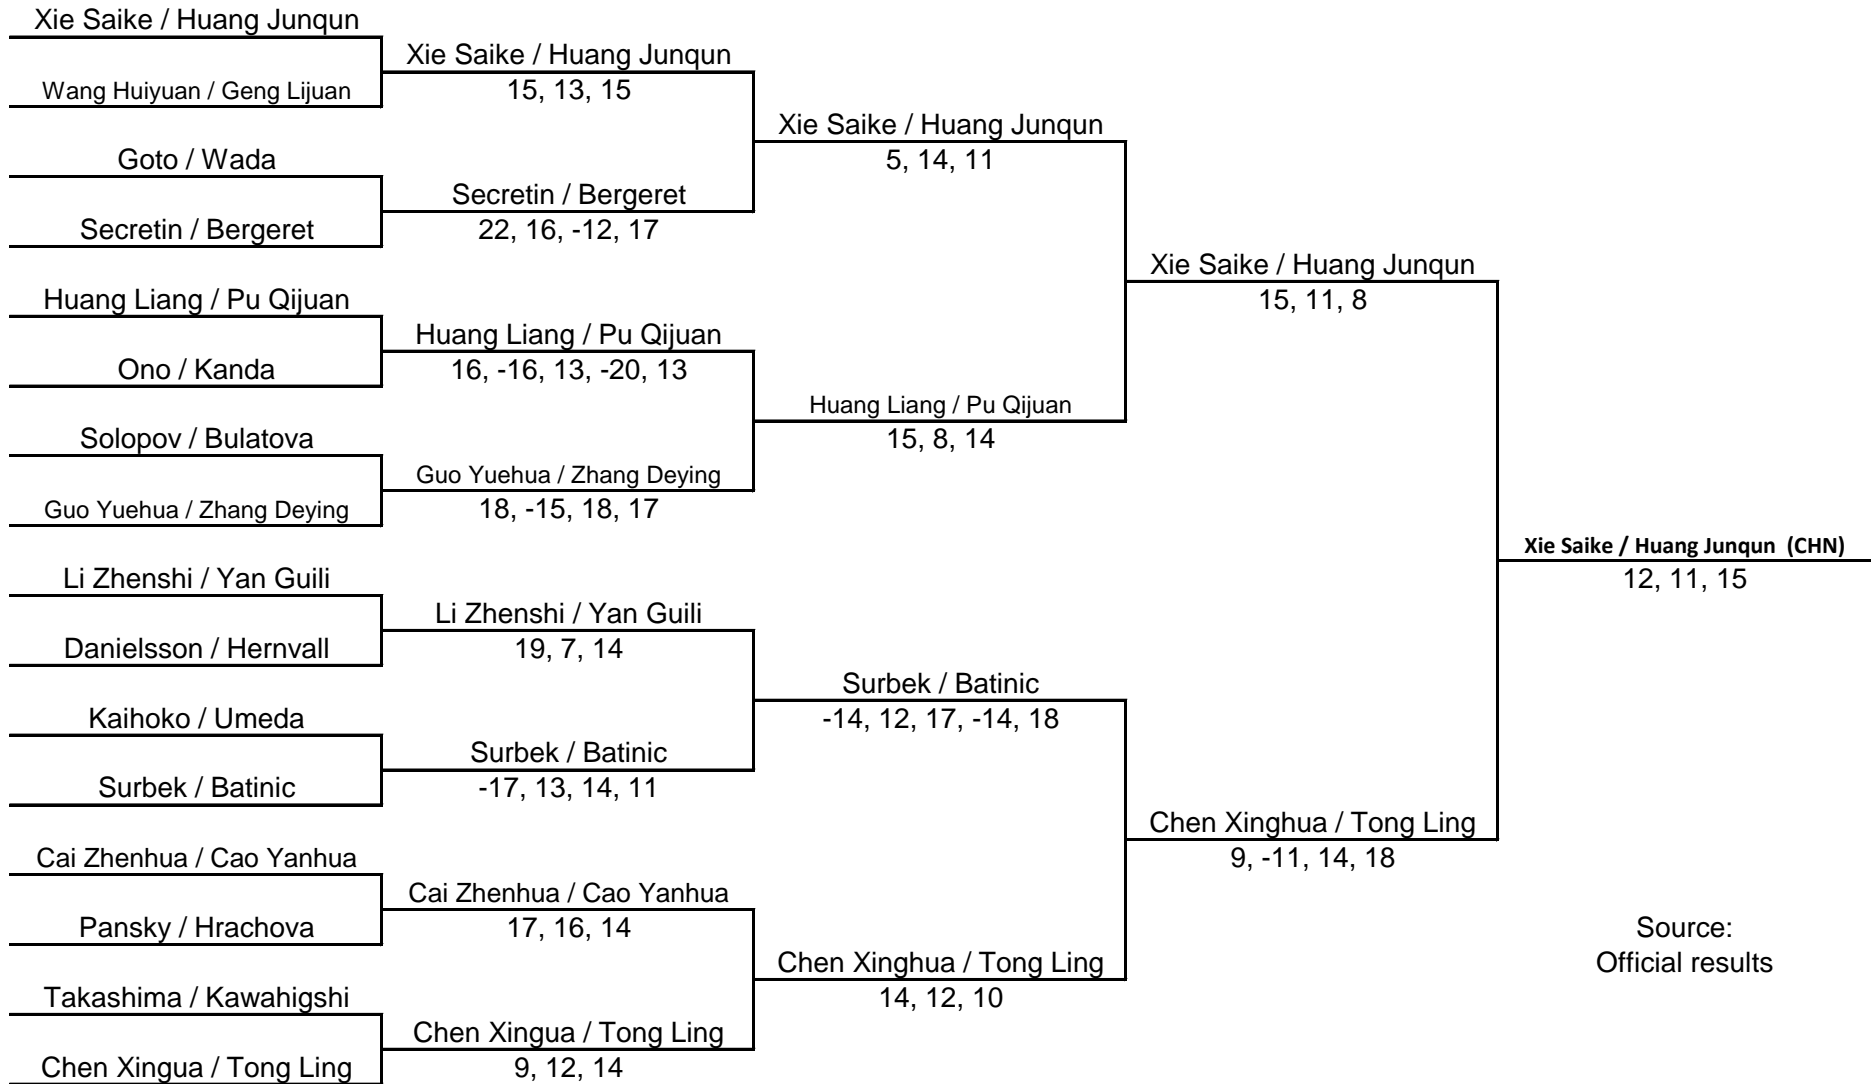 Xie Saike / Huang Junqun
Wang Huiyuan / Geng Lijuan
Goto / Wada
Secretin / Bergeret
Huang Liang / Pu Qijuan
Ono / Kanda
Solopov / Bulatova
Guo Yuehua / Zhang Deying
Li Zhenshi / Yan Guili
Danielsson / Hernvall
Kaihoko / Umeda
Surbek / Batinic
Cai Zhenhua / Cao Yanhua
Pansky / Hrachova
Takashima / Kawahigshi
Chen Xingua / Tong Ling
Xie Saike / Huang Junqun
15, 13, 15
Secretin / Bergeret
22, 16, -12, 17
Huang Liang / Pu Qijuan
16, -16, 13, -20, 13
Guo Yuehua / Zhang Deying
18, -15, 18, 17
Li Zhenshi / Yan Guili
19, 7, 14
Surbek / Batinic
-17, 13, 14, 11
Cai Zhenhua / Cao Yanhua
17, 16, 14
Chen Xingua / Tong Ling
9, 12, 14
Xie Saike / Huang Junqun
5, 14, 11
Huang Liang / Pu Qijuan
15, 8, 14
Surbek / Batinic
-14, 12, 17, -14, 18
Chen Xinghua / Tong Ling
14, 12, 10
Xie Saike / Huang Junqun
15, 11, 8
Chen Xinghua / Tong Ling
9, -11, 14, 18
Xie Saike / Huang Junqun (CHN)
12, 11, 15
Source:
Official results